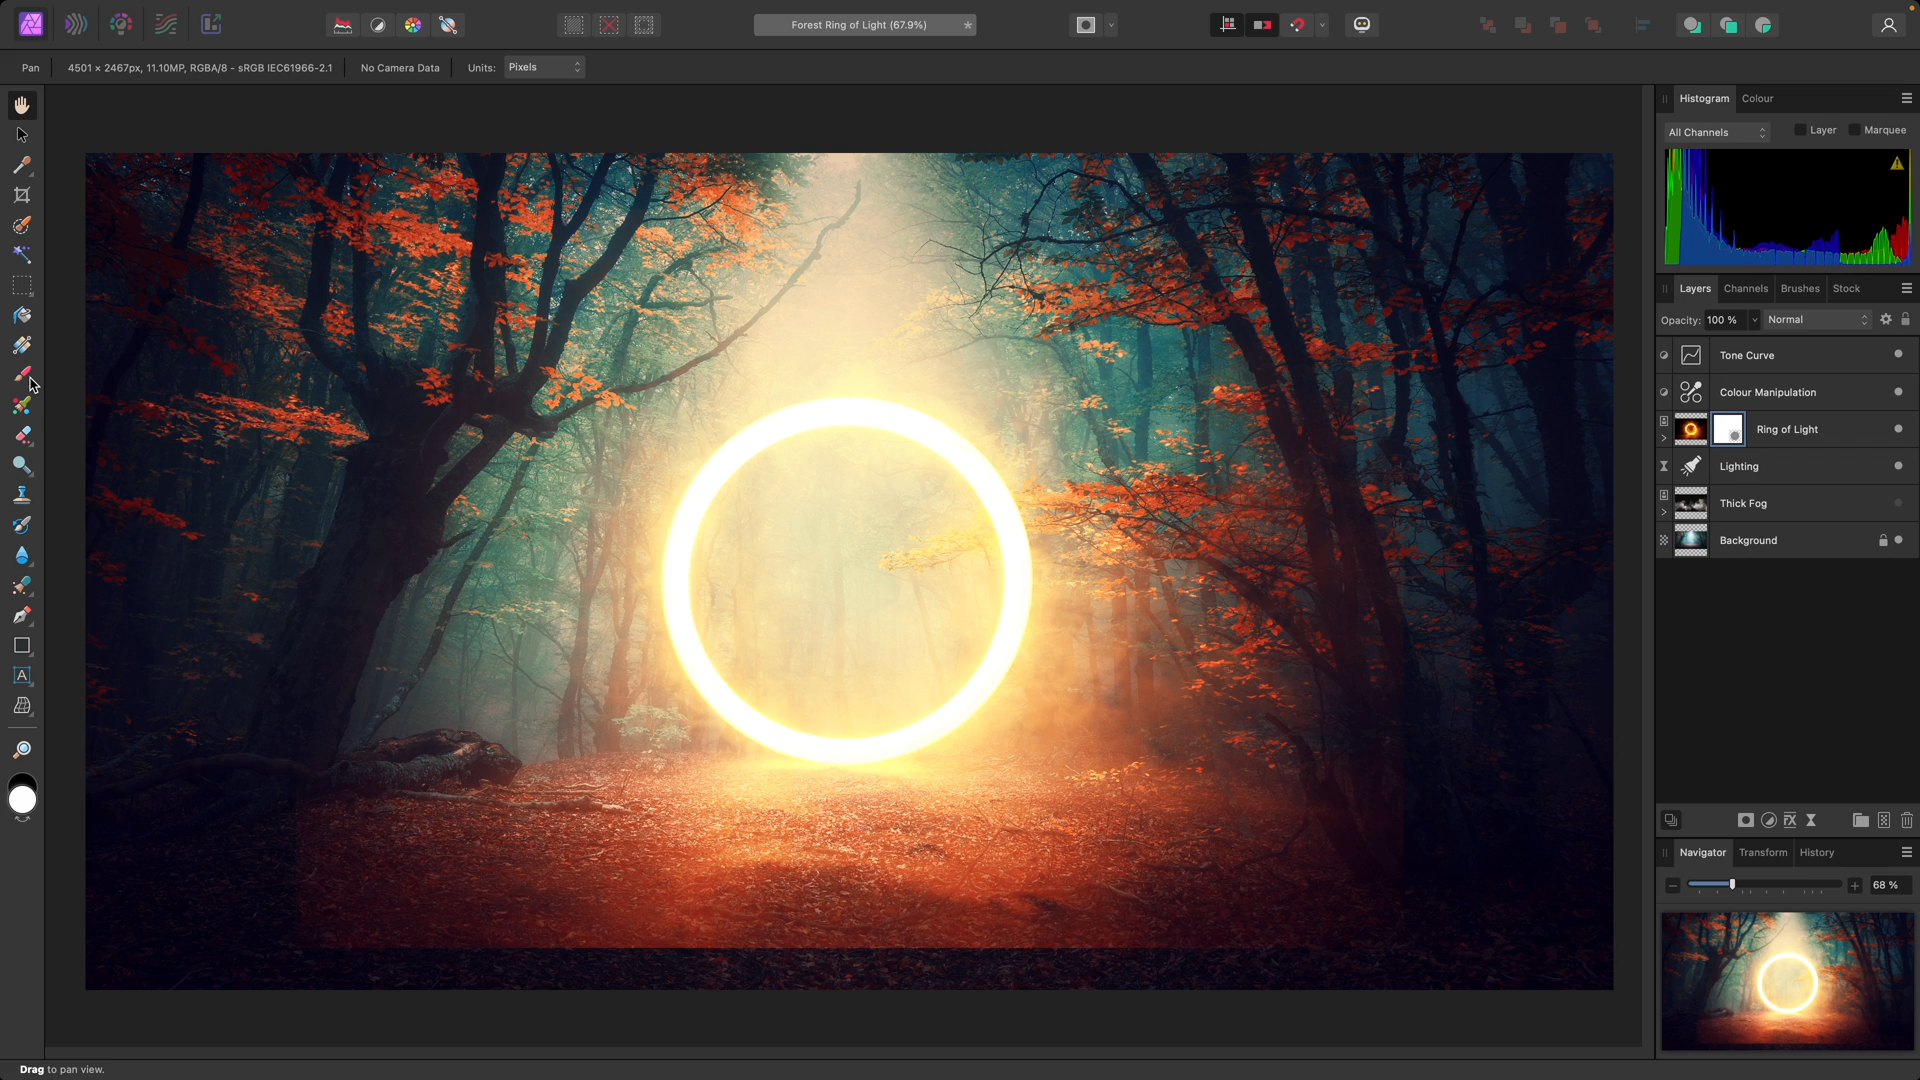 Forest Ring of Light (67.9%)
*
Pan
4501 × 2467px, 11.10MP, RGBA/8 - sRGB IEC61966-2.1
No Camera Data
Units:
Pixels
Histogram
Colour
All Channels
Layer
Marquee
Layers
Channels
Brushes
Stock
Opacity:
100 %
Normal
Tone Curve
Colour Manipulation
Ring of Light
Lighting
Thick Fog
Background
Navigator
Transform
History
68 %
A
Drag to pan view.